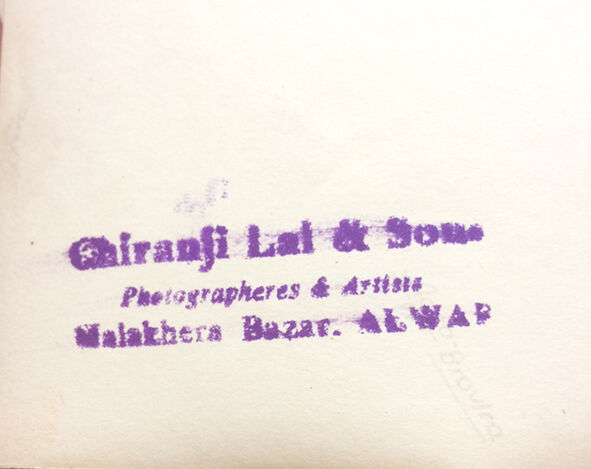 Chiranji Lal & Sons
Photographeres & Artists
Malakhera Bazar. ALWAR